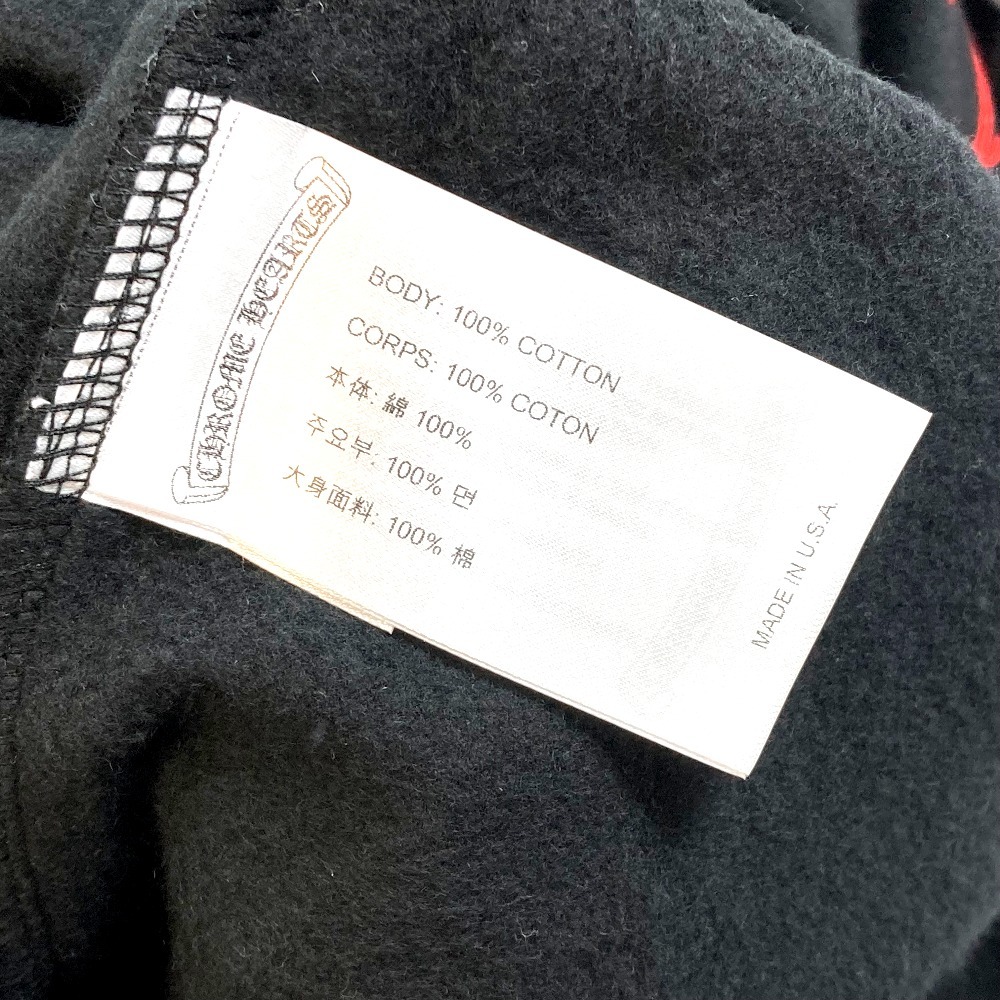 CHROME HEARTS
BODY: 100% COTTON
CORPS: 100% COTON
本体: 綿 100%
주요부: 100% 면
大身面料: 100% 棉
MADE IN U.S.A.